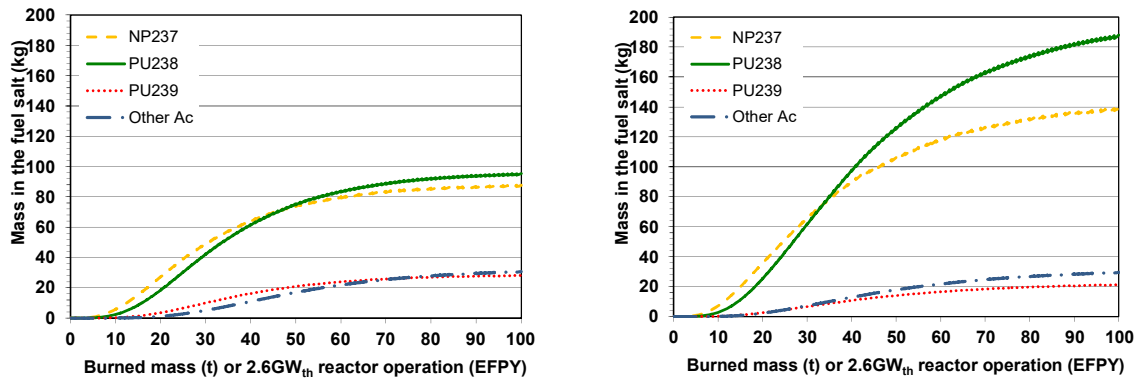 Mass in the fuel salt (kg)
200
180
160
140
120
100
80
60
40
20
0
NP237
PU238
PU239
Other Ac
0 10 20 30 40 50 60 70 80 90 100
Burned mass (t) or 2.6GWth reactor operation (EFPY)
Mass in the fuel salt (kg)
200
180
160
140
120
100
80
60
40
20
0
NP237
PU238
PU239
Other Ac
0 10 20 30 40 50 60 70 80 90 100
Burned mass (t) or 2.6GWth reactor operation (EFPY)